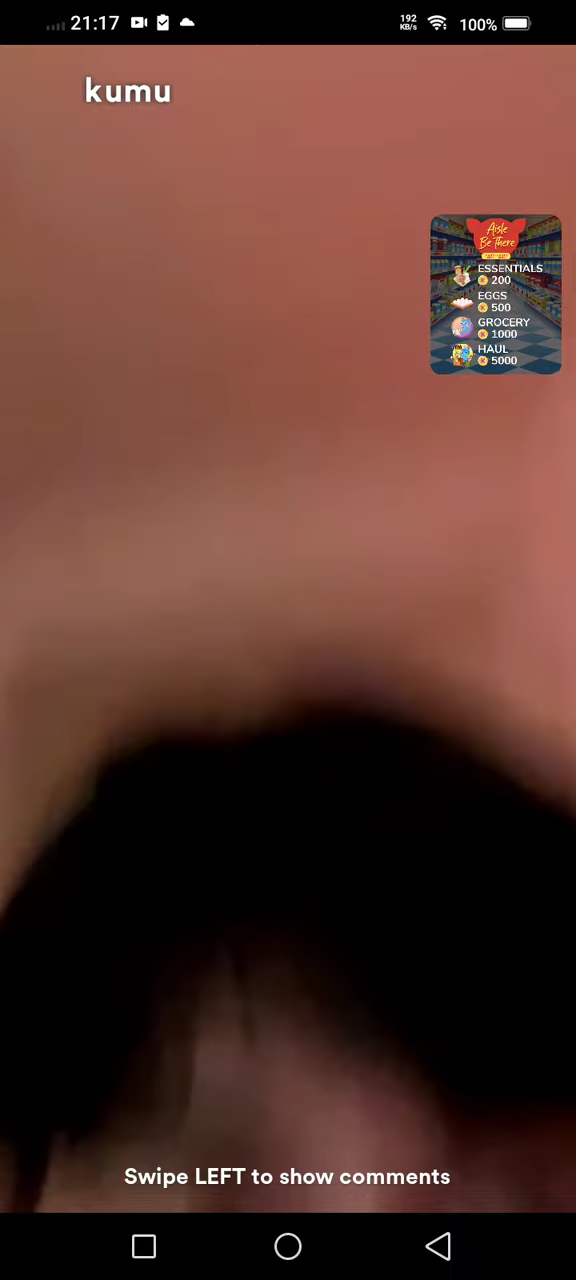 21:17
192
KB/s
100%
kumu
Aisle
Be There
ESSENTIALS
200
EGGS
500
GROCERY
1000
HAUL
5000
Swipe LEFT to show comments